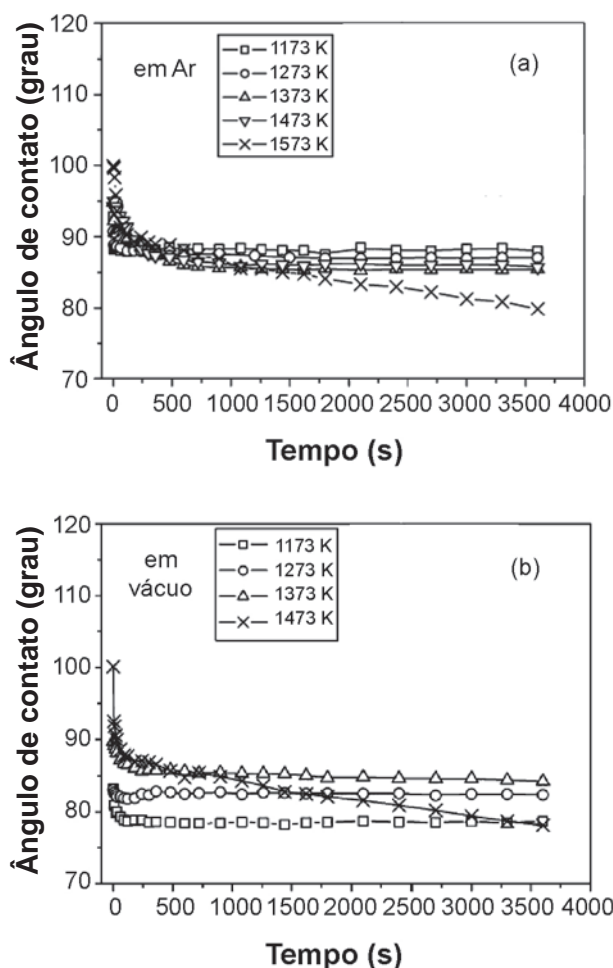 120
110
100
90
80
70
Ângulo de contato (grau)
em Ar
1173 K
1273 K
1373 K
1473 K
1573 K
(a)
0 500 1000 1500 2000 2500 3000 3500 4000
Tempo (s)
120
110
100
90
80
70
Ângulo de contato (grau)
em
vácuo
1173 K
1273 K
1373 K
1473 K
(b)
0 500 1000 1500 2000 2500 3000 3500 4000
Tempo (s)